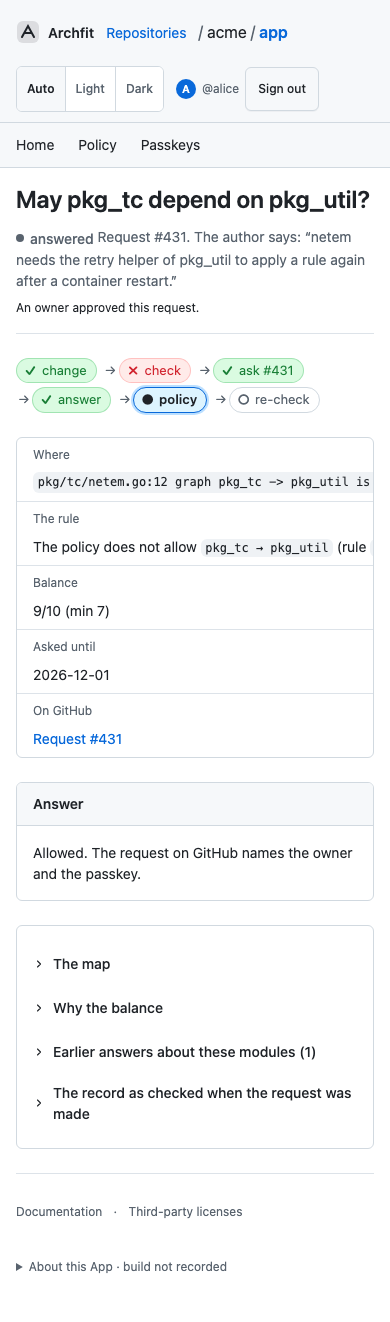 Archfit Repositories / acme / app
Auto Light Dark A @alice Sign out
Home Policy Passkeys
May pkg_tc depend on pkg_util?
answered Request #431. The author says: “netem
needs the retry helper of pkg_util to apply a rule again
after a container restart.”
An owner approved this request.
change → check → ask #431
→ answer → policy → re-check
Where
pkg/tc/netem.go:12 graph pkg_tc -> pkg_util is
The rule
The policy does not allow pkg_tc → pkg_util (rule
Balance
9/10 (min 7)
Asked until
2026-12-01
On GitHub
Request #431
Answer
Allowed. The request on GitHub names the owner
and the passkey.
The map
Why the balance
Earlier answers about these modules (1)
The record as checked when the request was
made
Documentation · Third-party licenses
About this App · build not recorded